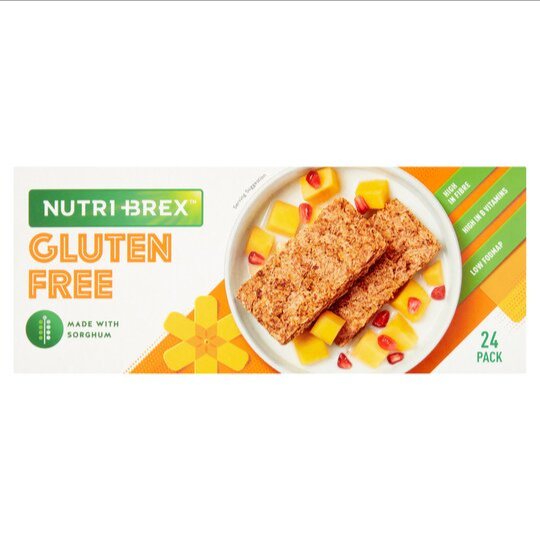 NUTRI-BREX™
GLUTEN
FREE
MADE WITH
SORGHUM
Serving Suggestion
HIGH
IN FIBRE
HIGH IN B VITAMINS
LOW FODMAP
24
PACK